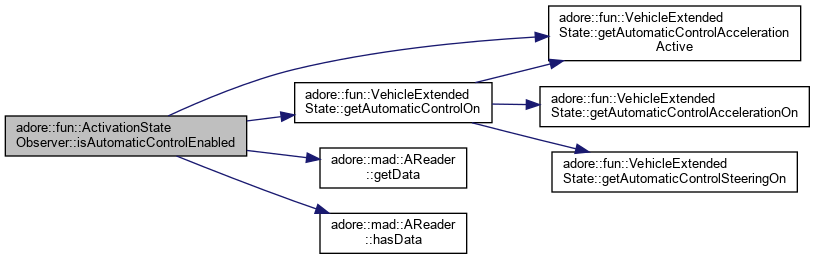 adore::fun::ActivationState
Observer::isAutomaticControlEnabled
adore::fun::VehicleExtended
State::getAutomaticControlAcceleration
Active
adore::fun::VehicleExtended
State::getAutomaticControlOn
adore::fun::VehicleExtended
State::getAutomaticControlAccelerationOn
adore::fun::VehicleExtended
State::getAutomaticControlSteeringOn
adore::mad::AReader
::getData
adore::mad::AReader
::hasData